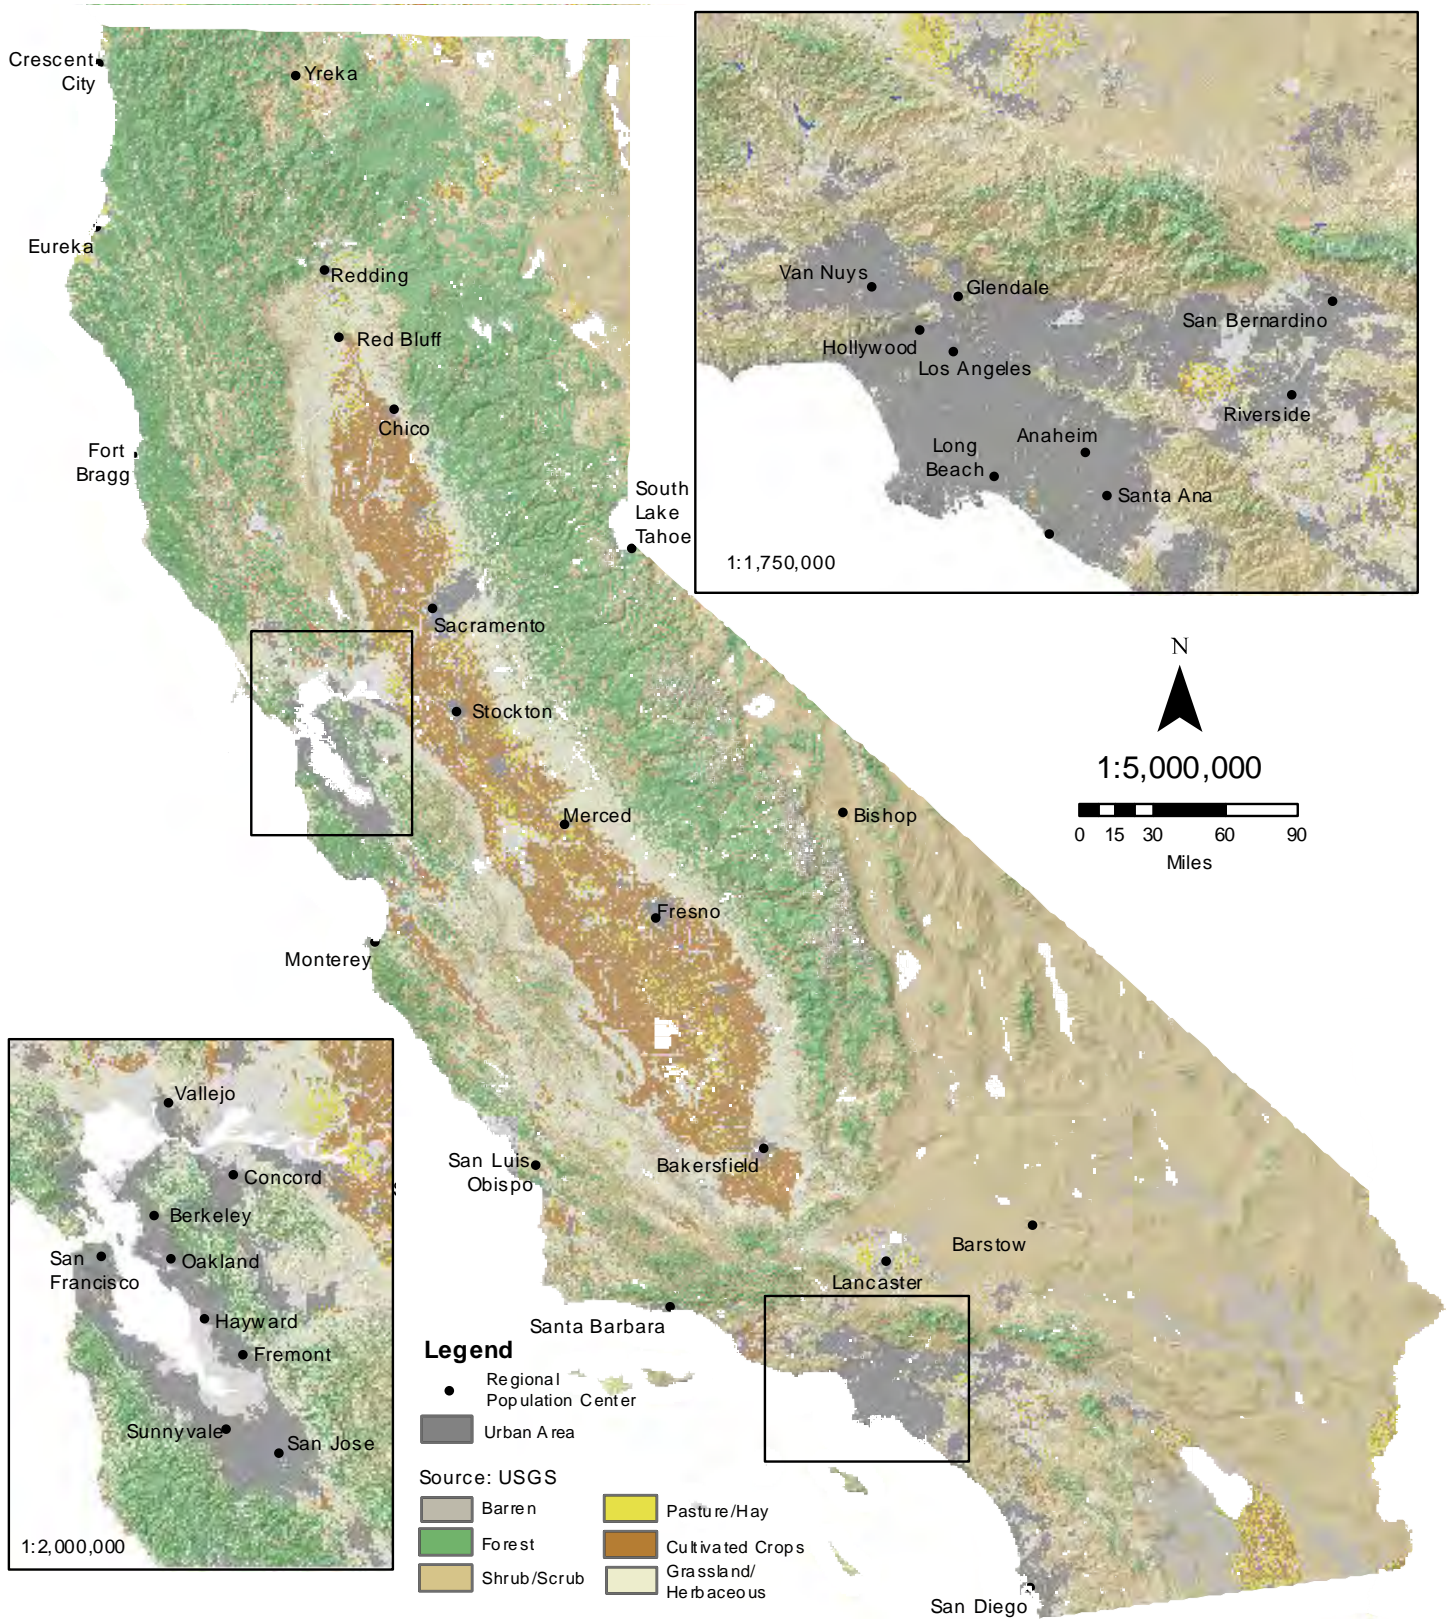 Crescent
City
Yreka
Eureka
Redding
Red Bluff
Chico
Fort
Bragg
South
Lake
Tahoe
Sacramento
Stockton
Merced
Bishop
Fresno
Monterey
San Luis
Obispo
Bakersfield
Barstow
Lancaster
Santa Barbara
San Diego
Van Nuys
Glendale
San Bernardino
Hollywood
Los Angeles
Riverside
Anaheim
Long
Beach
Santa Ana
1:1,750,000
N
1:5,000,000
0 15 30 60 90
Miles
Vallejo
Concord
Berkeley
San
Francisco
Oakland
Hayward
Fremont
Sunnyvale
San Jose
1:2,000,000
Legend
Regional
Population Center
Urban Area
Source: USGS
Barren
Forest
Shrub/Scrub
Pasture/Hay
Cultivated Crops
Grassland/
Herbaceous